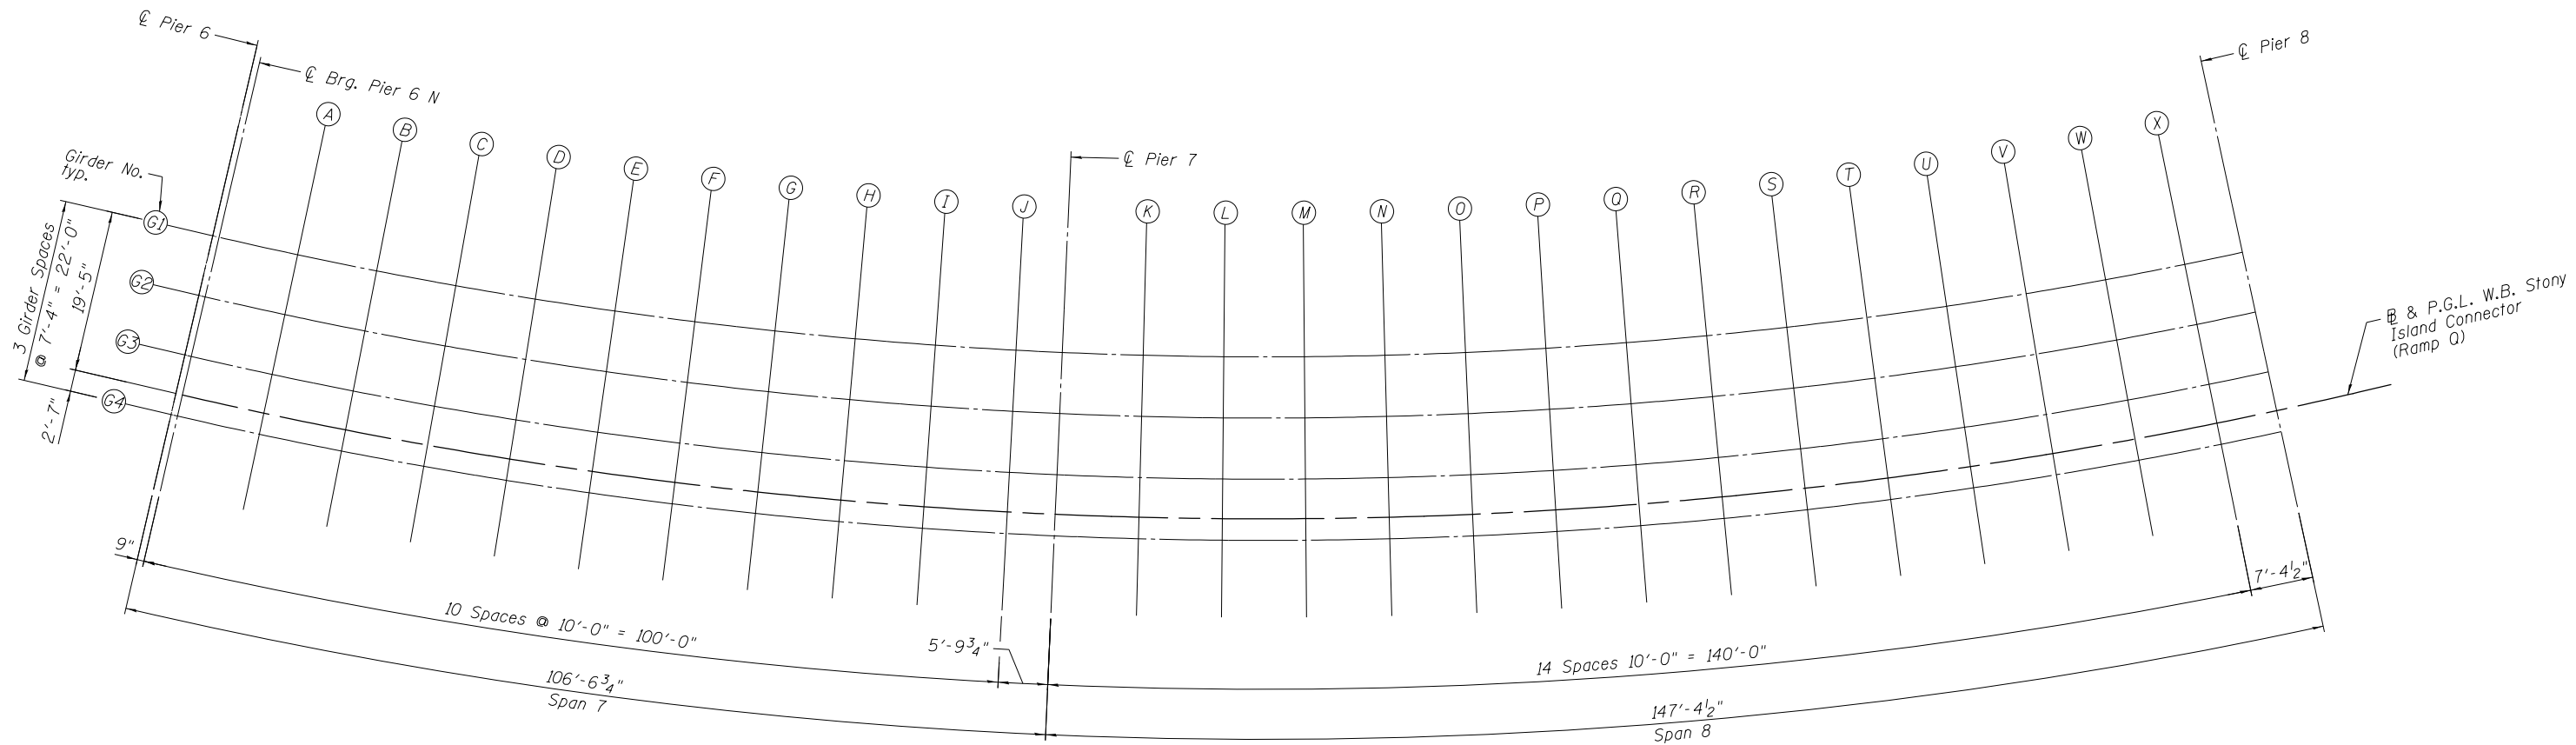 ℄ Pier 6
℄ Brg. Pier 6 N
℄ Pier 7
℄ Pier 8
A
B
C
D
E
F
G
H
I
J
K
L
M
N
O
P
Q
R
S
T
U
V
W
X
Girder No.
typ.
G1
G2
G3
G4
3 Girder Spaces
@ 7'-4" = 22'-0"
19'-5"
2'-7"
B & P.G.L. W.B. Stony
Island Connector
(Ramp Q)
9"
10 Spaces @ 10'-0" = 100'-0"
5'-9¾"
14 Spaces 10'-0" = 140'-0"
7'-4½"
106'-6¾"
Span 7
147'-4½"
Span 8